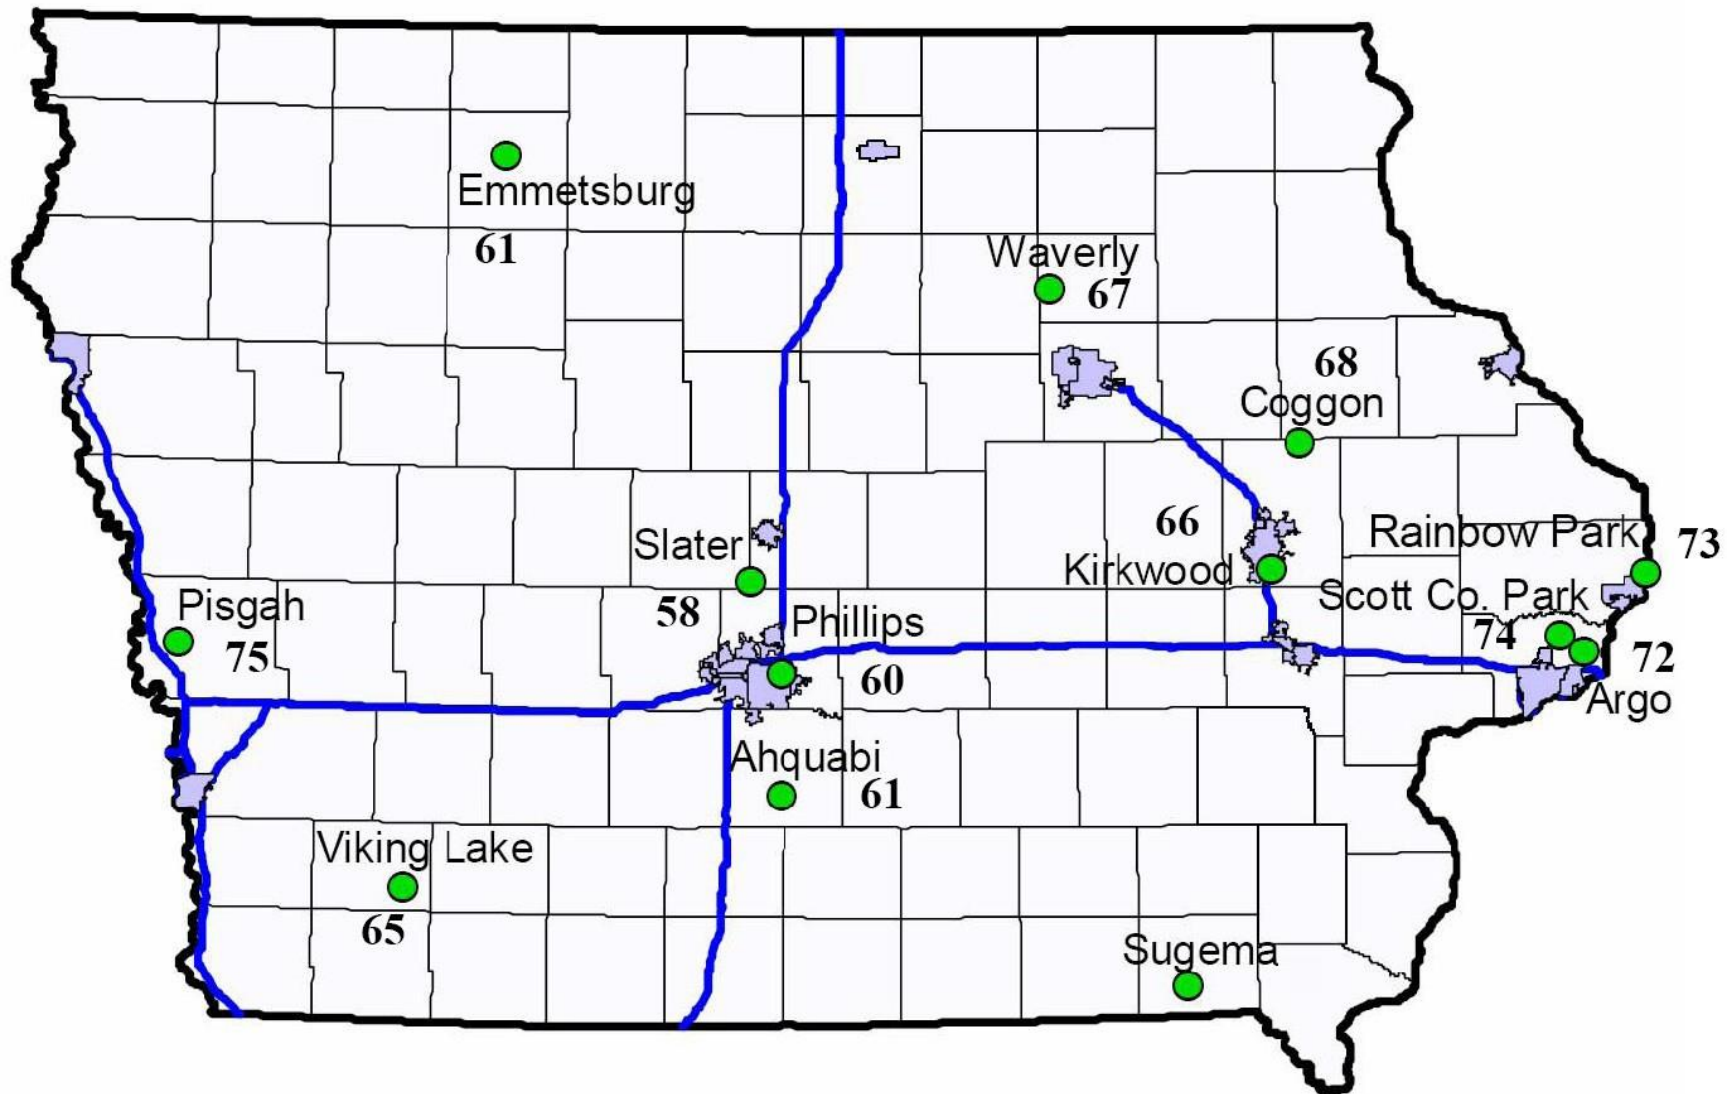 Emmetsburg
61
Waverly
67
68
Coggon
66
Kirkwood
Rainbow Park
73
Slater
58
Scott Co. Park
74
72
Argo
Pisgah
75
Phillips
60
Ahquabi
61
Viking Lake
65
Sugema